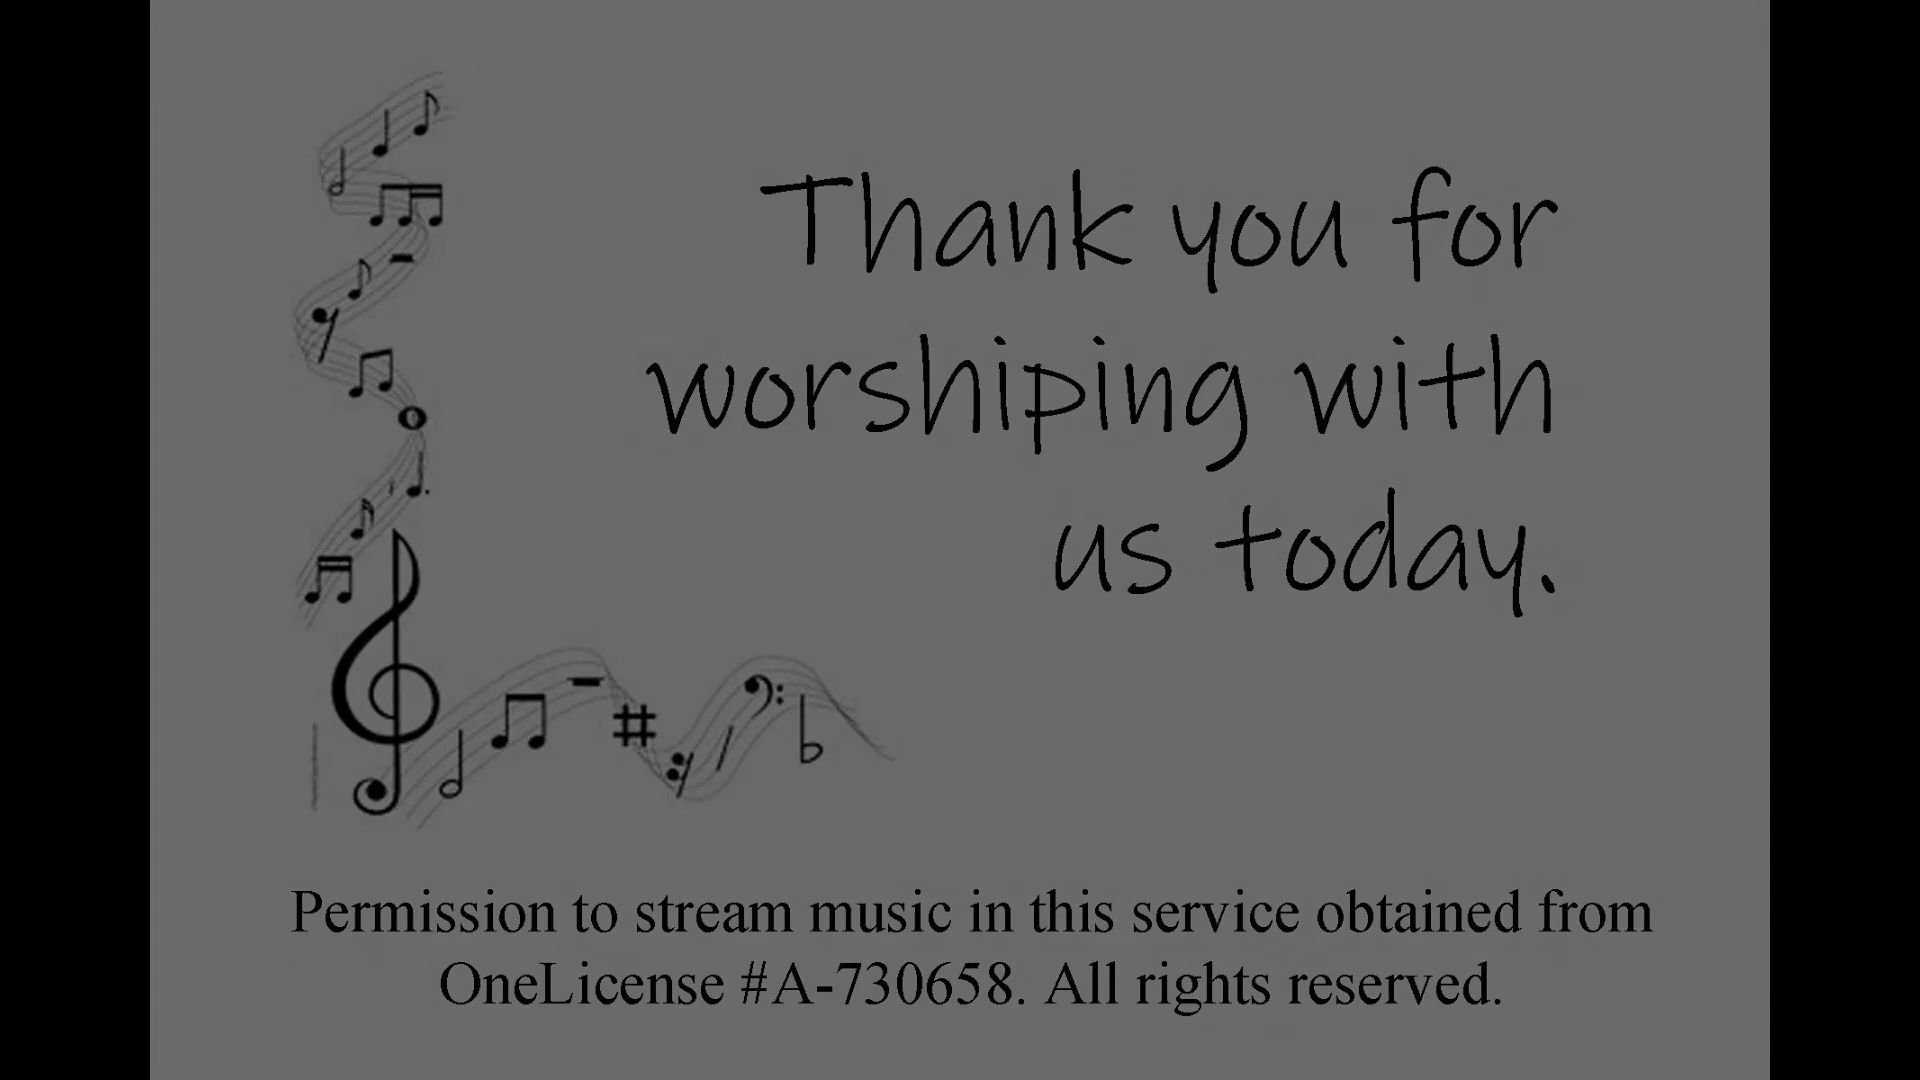 Thank you for
worshiping with
us today.
Permission to stream music in this service obtained from
OneLicense #A-730658. All rights reserved.